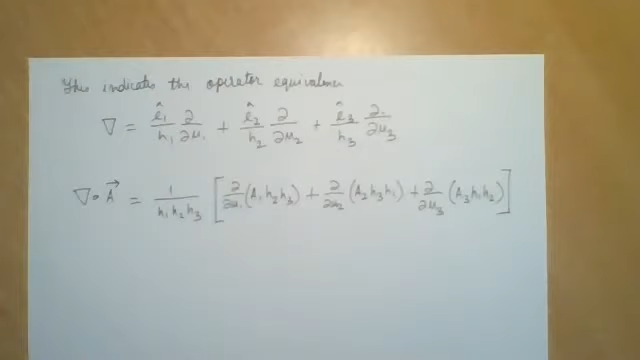 This indicates the operator equivalence
∇ = ê₁/h₁ ∂/∂u₁ + ê₂/h₂ ∂/∂u₂ + ê₃/h₃ ∂/∂u₃
∇ · A⃗ = 1/(h₁h₂h₃) [ ∂/∂u₁ (A₁h₂h₃) + ∂/∂u₂ (A₂h₃h₁) + ∂/∂u₃ (A₃h₁h₂) ]